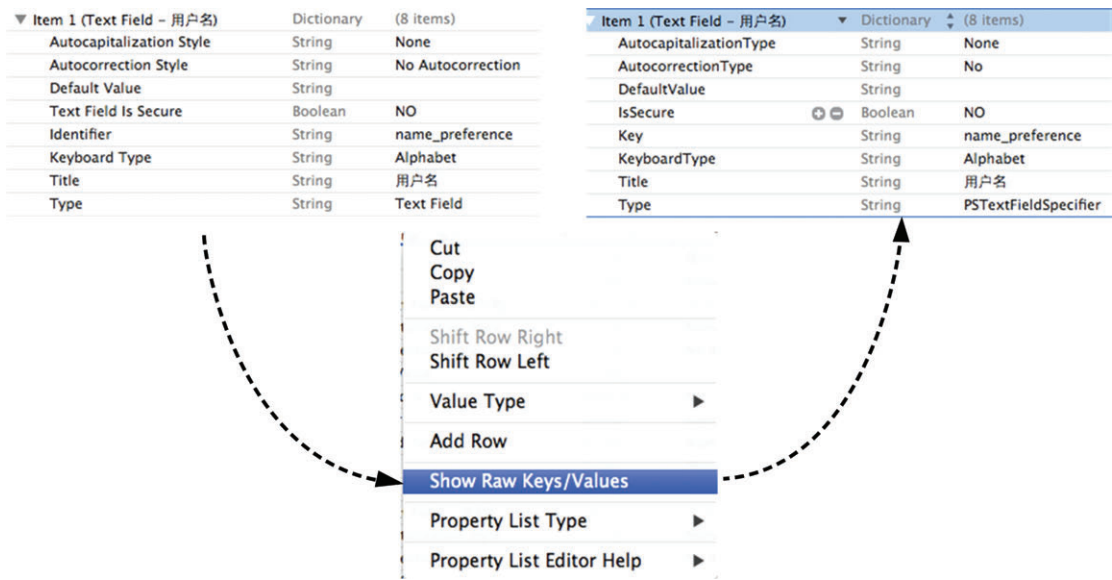 Item 1 (Text Field – 用户名) Dictionary (8 items)
Autocapitalization Style String None
Autocorrection Style String No Autocorrection
Default Value String
Text Field Is Secure Boolean NO
Identifier String name_preference
Keyboard Type String Alphabet
Title String 用户名
Type String Text Field
Item 1 (Text Field – 用户名) Dictionary (8 items)
AutocapitalizationType String None
AutocorrectionType String No
DefaultValue String
IsSecure Boolean NO
Key String name_preference
KeyboardType String Alphabet
Title String 用户名
Type String PSTextFieldSpecifier
Cut
Copy
Paste
Shift Row Right
Shift Row Left
Value Type
Add Row
Show Raw Keys/Values
Property List Type
Property List Editor Help